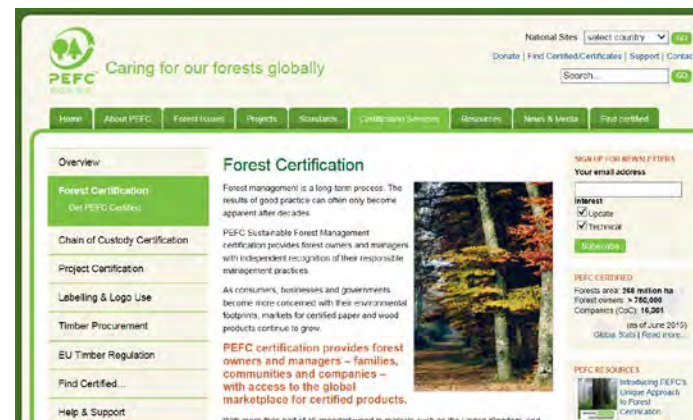 National Sites select country GO
Donate | Find Certified/Certificates | Support | Contac
Search... GO
PEFC
Caring for our forests globally
Home
About PEFC
Forest Issues
Projects
Standards
Certification Services
Resources
News & Media
Find certified
Overview
Forest Certification
Get PEFC Certified
Chain of Custody Certification
Project Certification
Labelling & Logo Use
Timber Procurement
EU Timber Regulation
Find Certified...
Help & Support
Forest Certification
Forest management is a long-term process. The
results of good practice can often only become
apparent after decades.
PEFC Sustainable Forest Management
certification provides forest owners and managers
with independent recognition of their responsible
management practices.
As consumers, businesses and governments
become more concerned with their environmental
footprints, markets for certified paper and wood
products continue to grow.
PEFC certification provides forest
owners and managers – families,
communities and companies –
with access to the global
marketplace for certified products.
SIGN UP FOR NEWSLETTERS
Your email address
Interest
Update
Technical
Subscribe
PEFC CERTIFIED
Forests area: 268 million ha
Forest owners: > 750,000
Companies (CoC): 16,001
(as of June 2015)
Global Stats | Read more...
PEFC RESOURCES
Introducing PEFC's
Unique Approach
to Forest
Certification